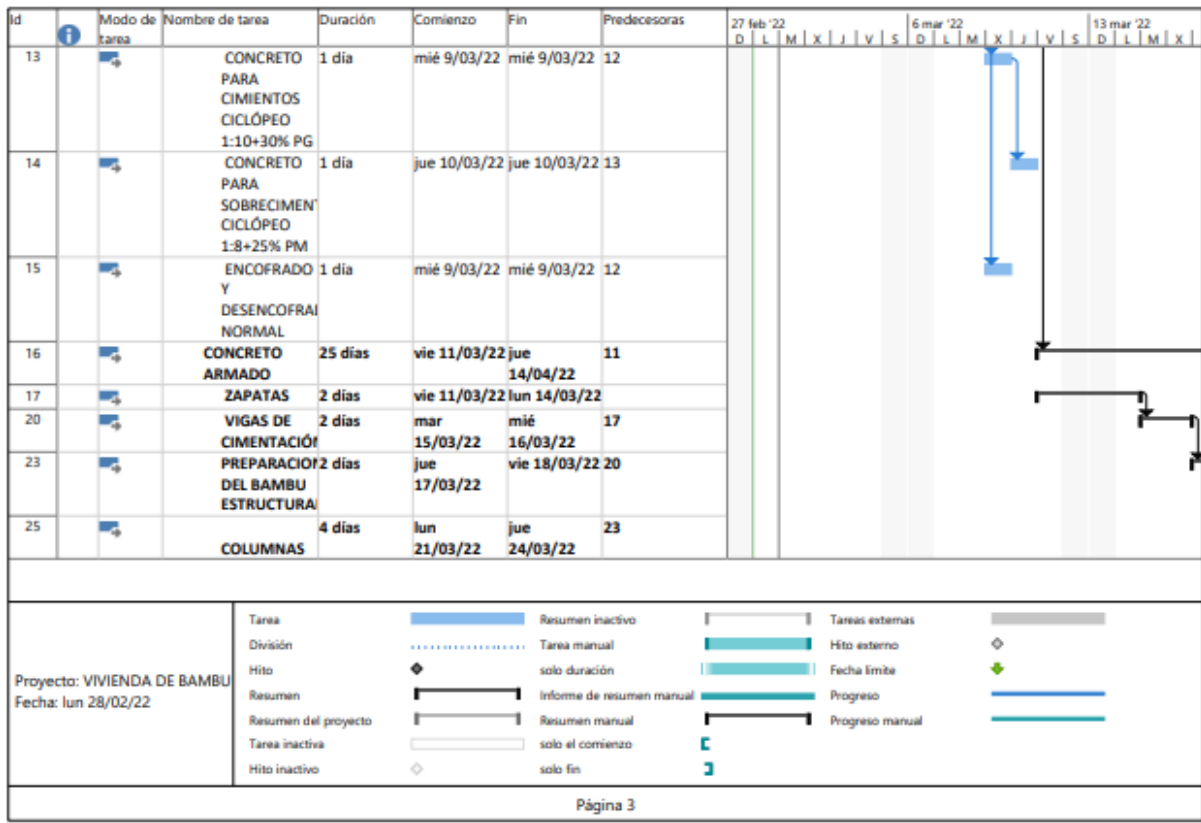 Id Modo de tarea Nombre de tarea Duración Comienzo Fin Predecesoras
27 feb '22 6 mar '22 13 mar '22
D L M X J V S D L M X J V S D L M X
13 CONCRETO 1 día mié 9/03/22 mié 9/03/22 12
PARA
CIMIENTOS
CICLÓPEO
1:10+30% PG
14 CONCRETO 1 día jue 10/03/22 jue 10/03/22 13
PARA
SOBRECIMENT
CICLÓPEO
1:8+25% PM
15 ENCOFRADO 1 día mié 9/03/22 mié 9/03/22 12
Y
DESENCOFRAI
NORMAL
16 CONCRETO 25 días vie 11/03/22 jue 11
ARMADO 14/04/22
17 ZAPATAS 2 días vie 11/03/22 lun 14/03/22
20 VIGAS DE 2 días mar mié 17
CIMENTACIÓN 15/03/22 16/03/22
23 PREPARACION 2 días jue vie 18/03/22 20
DEL BAMBU 17/03/22
ESTRUCTURAL
25 4 días lun jue 23
COLUMNAS 21/03/22 24/03/22
Proyecto: VIVIENDA DE BAMBU
Fecha: lun 28/02/22
Tarea Resumen inactivo Tareas externas
División Tarea manual Hito externo
Hito solo duración Fecha límite
Resumen Informe de resumen manual Progreso
Resumen del proyecto Resumen manual Progreso manual
Tarea inactiva solo el comienzo
Hito inactivo solo fin
Página 3